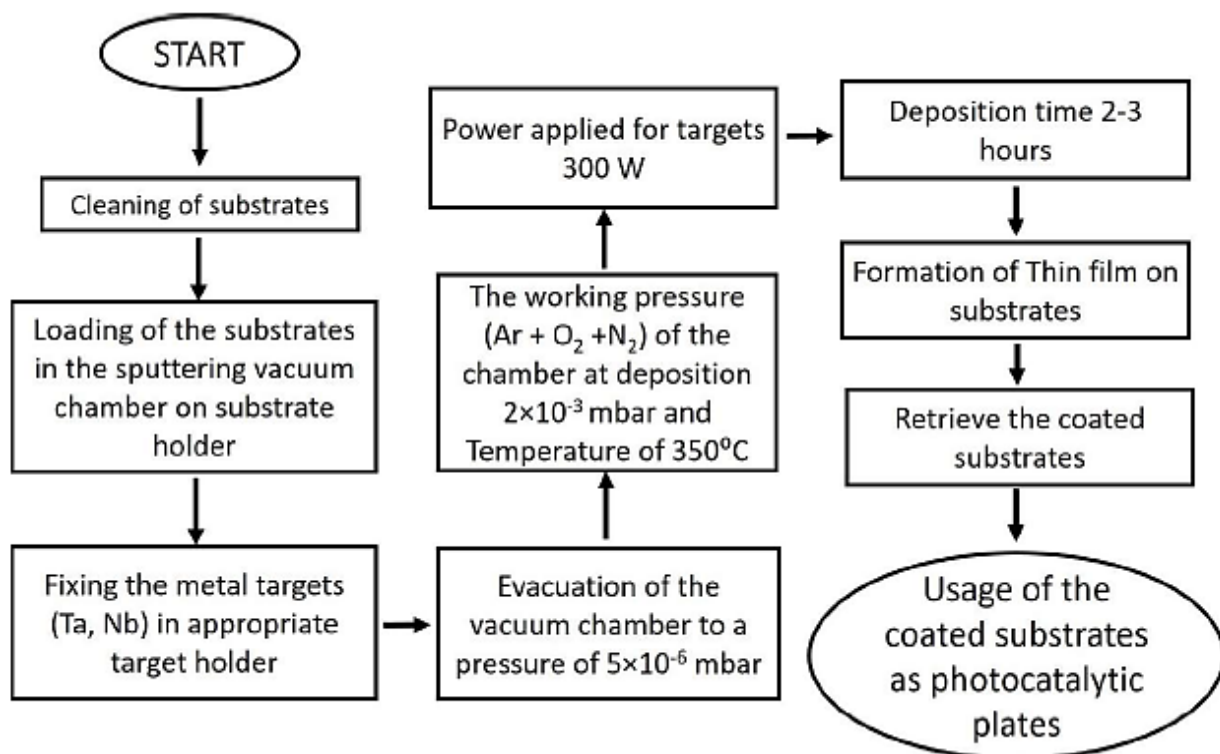 START
Cleaning of substrates
Loading of the substrates
in the sputtering vacuum
chamber on substrate
holder
Fixing the metal targets
(Ta, Nb) in appropriate
target holder
Evacuation of the
vacuum chamber to a
pressure of 5×10⁻⁶ mbar
The working pressure
(Ar + O₂ +N₂) of the
chamber at deposition
2×10⁻³ mbar and
Temperature of 350⁰C
Power applied for targets
300 W
Deposition time 2-3
hours
Formation of Thin film on
substrates
Retrieve the coated
substrates
Usage of the
coated substrates
as photocatalytic
plates